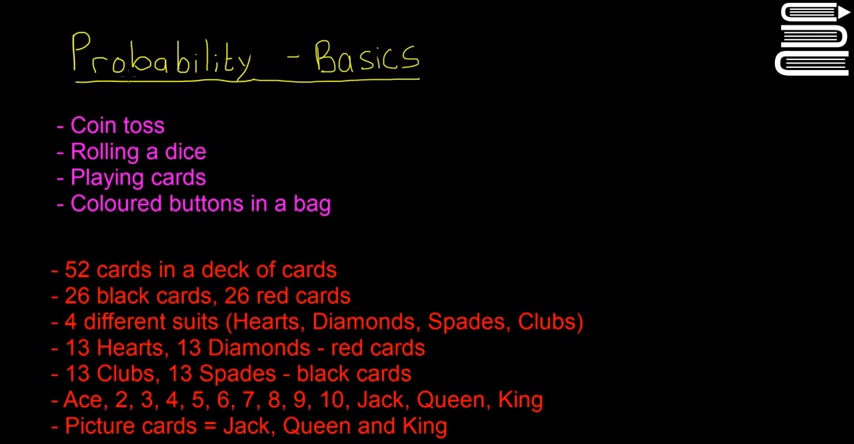 Probability - Basics
- Coin toss
- Rolling a dice
- Playing cards
- Coloured buttons in a bag
- 52 cards in a deck of cards
- 26 black cards, 26 red cards
- 4 different suits (Hearts, Diamonds, Spades, Clubs)
- 13 Hearts, 13 Diamonds - red cards
- 13 Clubs, 13 Spades - black cards
- Ace, 2, 3, 4, 5, 6, 7, 8, 9, 10, Jack, Queen, King
- Picture cards = Jack, Queen and King